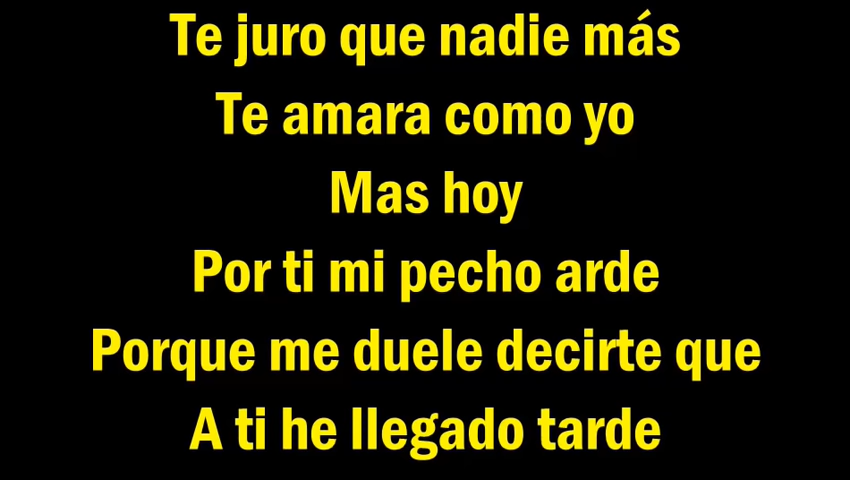 Te juro que nadie más
Te amara como yo
Mas hoy
Por ti mi pecho arde
Porque me duele decirte que
A ti he llegado tarde